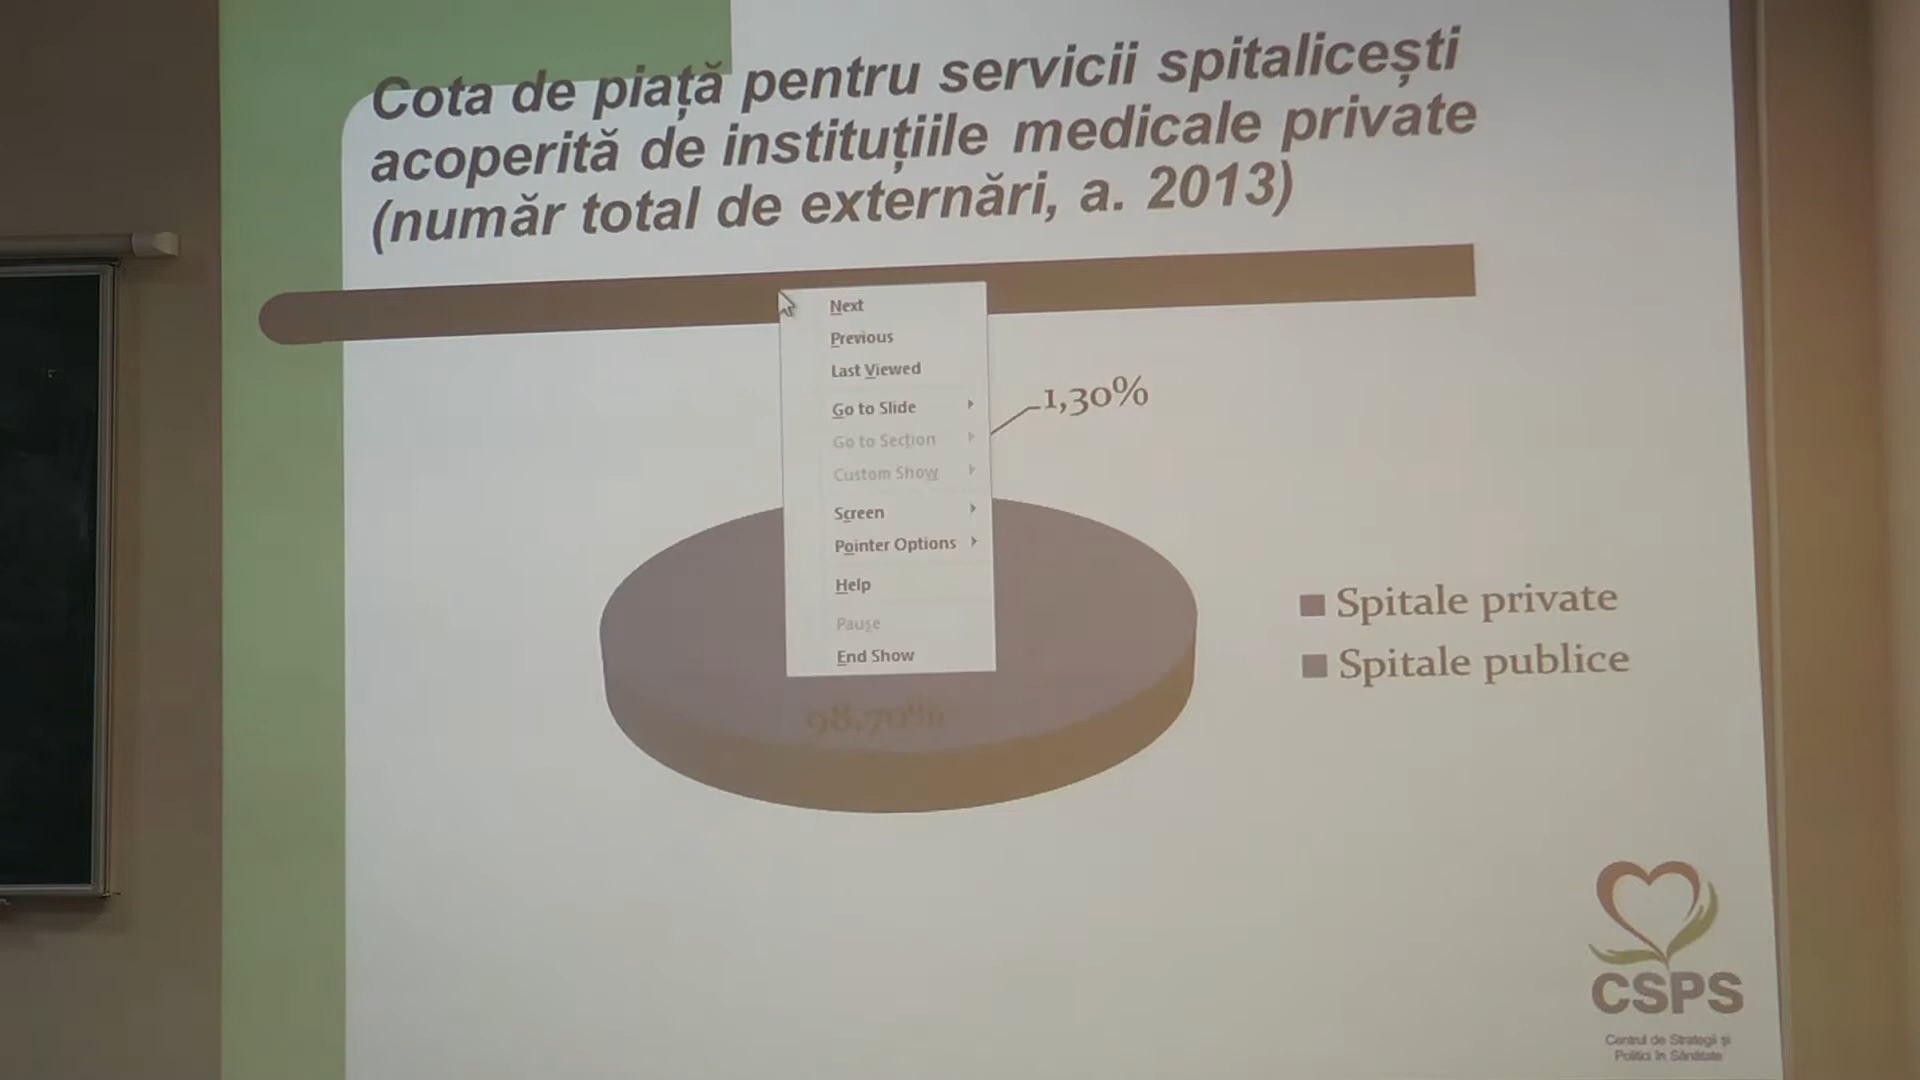 Cota de piață pentru servicii spitalicești
acoperită de instituțiile medicale private
(număr total de externări, a. 2013)
Next
Previous
Last Viewed
Go to Slide
Go to Section
Custom Show
Screen
Pointer Options
Help
Pause
End Show
1,30%
98,70%
Spitale private
Spitale publice
CSPS
Centrul de Strategii și
Politici în Sănătate